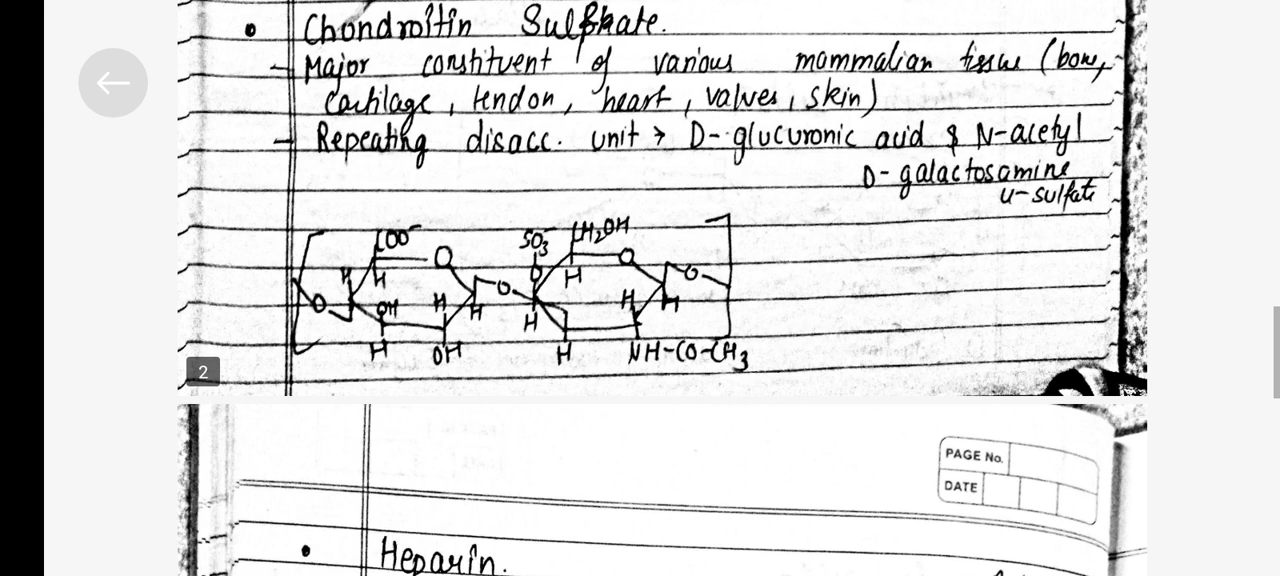 • Chondroitin Sulphate.
- Major constituent of various mammalian tissue (bone,
cartilage, tendon, heart, valves, skin)
- Repeating disacc. unit → D-glucuronic acid & N-acetyl
D-galactosamine
4-sulfate
COO⁻ O SO₃⁻ CH₂OH O
H H O H O
O OH H H O H H H
H OH H NH-CO-CH₃
2
PAGE No.
DATE
• Heparin.